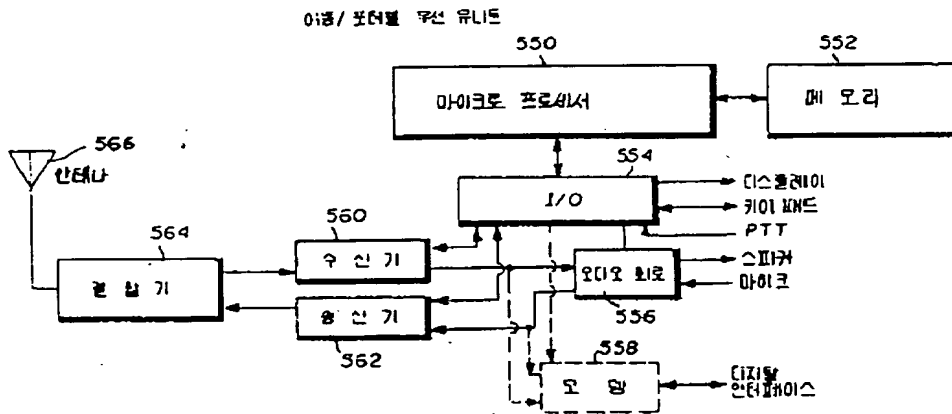 이동/포터블 무선 유니트
550
마이크로 프로세서
552
메모리
566
안테나
554
I/O
디스플레이
키이 패드
PTT
560
수신기
564
결합기
오디오 회로
556
스피커
마이크
송신기
562
558
모뎀
디지탈
인터페이스